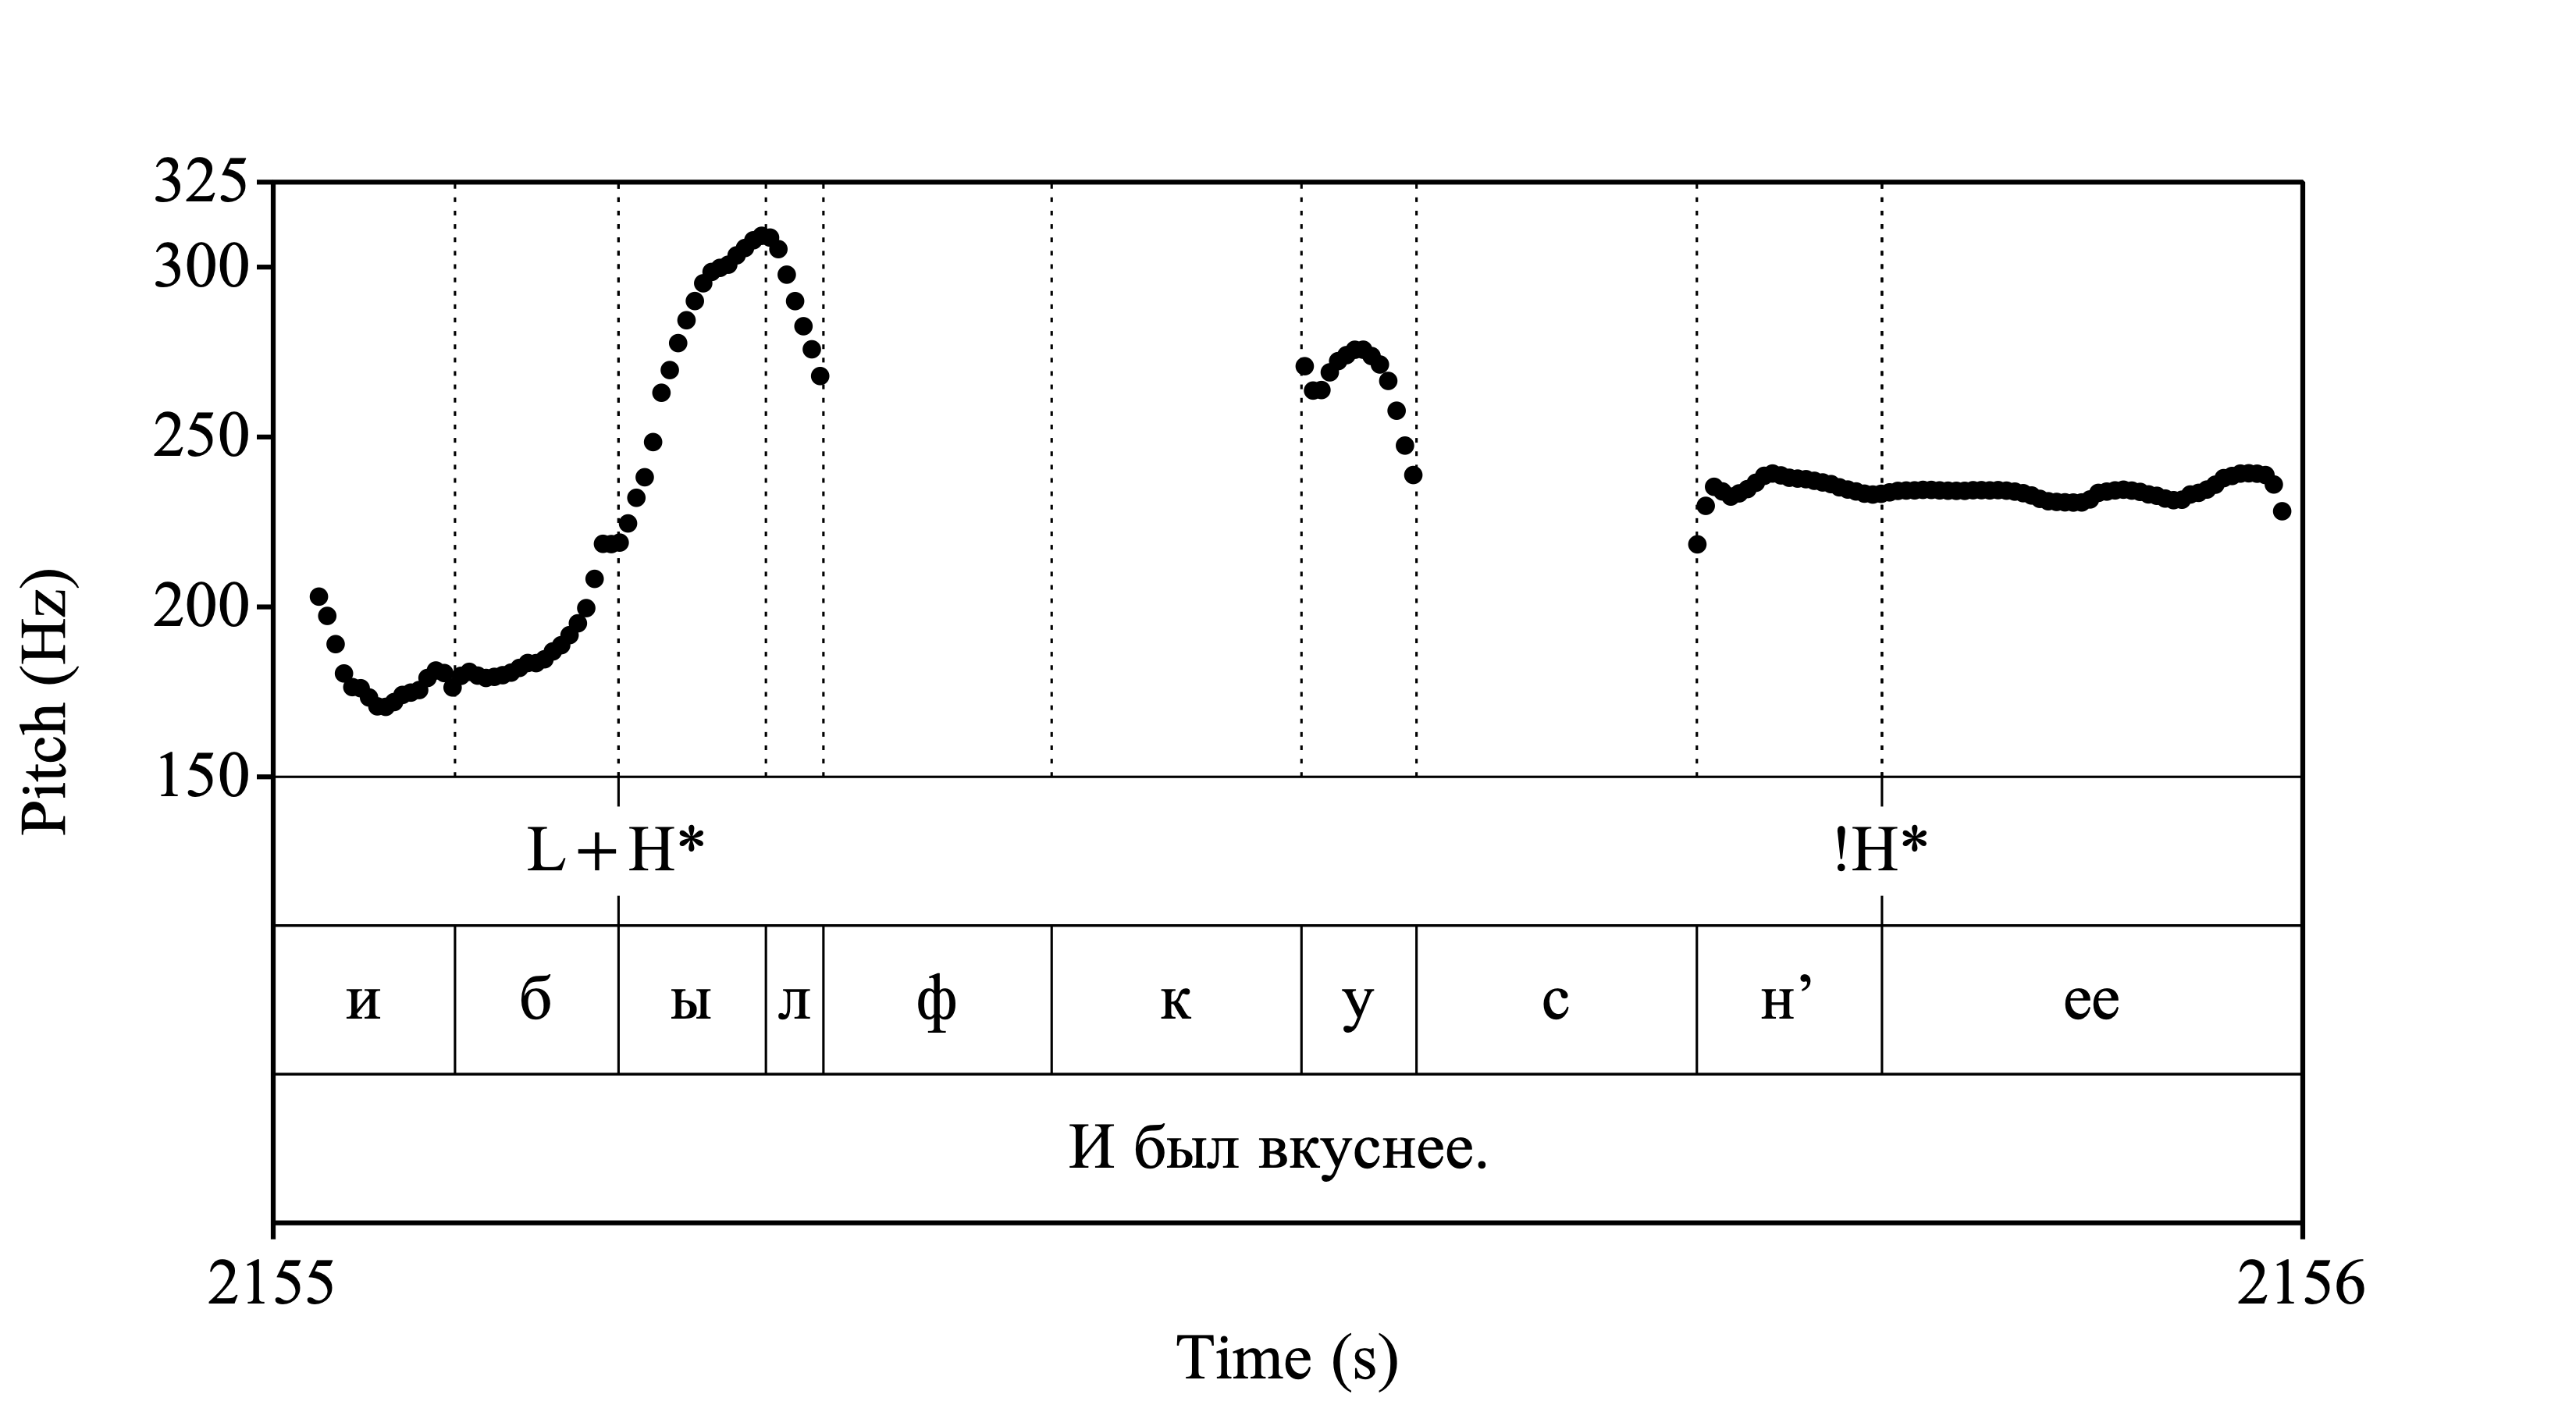 325
300
250
200
150
Pitch (Hz)
L+H* !H*
и б ы л ф к у с н’ ее
И был вкуснее.
2155 2156
Time (s)